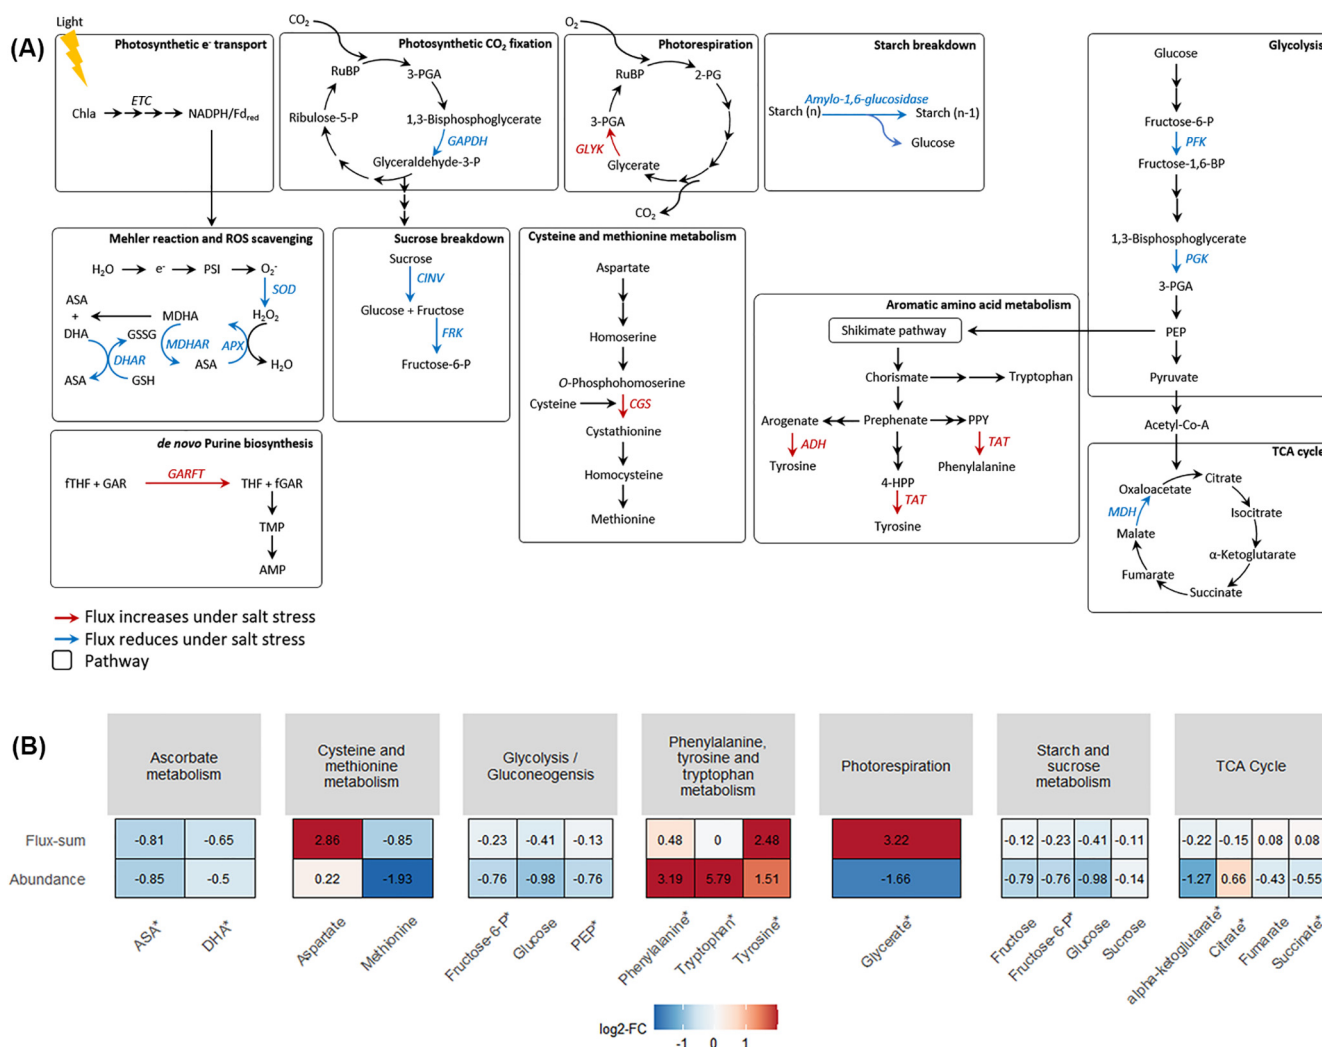 (A)
Light
Photosynthetic e- transport
Chla
ETC
NADPH/Fdred
CO2
Photosynthetic CO2 fixation
RuBP
3-PGA
1,3-Bisphosphoglycerate
GAPDH
Glyceraldehyde-3-P
Ribulose-5-P
O2
Photorespiration
RuBP
2-PG
3-PGA
GLYK
Glycerate
CO2
Starch breakdown
Amylo-1,6-glucosidase
Starch (n)
Starch (n-1)
Glucose
Glycolysis
Glucose
Fructose-6-P
PFK
Fructose-1,6-BP
1,3-Bisphosphoglycerate
PGK
3-PGA
PEP
Pyruvate
Acetyl-Co-A
Mehler reaction and ROS scavenging
H2O
e-
PSI
O2-
SOD
ASA
+
DHA
GSSG
MDHA
H2O2
DHAR
MDHAR
APX
ASA
GSH
ASA
H2O
Sucrose breakdown
Sucrose
CINV
Glucose + Fructose
FRK
Fructose-6-P
Cysteine and methionine metabolism
Aspartate
Homoserine
O-Phosphohomoserine
Cysteine
CGS
Cystathionine
Homocysteine
Methionine
Aromatic amino acid metabolism
Shikimate pathway
Chorismate
Tryptophan
Arogenate
Prephenate
PPY
ADH
TAT
Tyrosine
Phenylalanine
4-HPP
TAT
Tyrosine
TCA cycle
Oxaloacetate
Citrate
MDH
Isocitrate
Malate
α-Ketoglutarate
Fumarate
Succinate
de novo Purine biosynthesis
fTHF + GAR
GARFT
THF + fGAR
TMP
AMP
Flux increases under salt stress
Flux reduces under salt stress
Pathway
(B)
Ascorbate
metabolism
Cysteine and
methionine
metabolism
Glycolysis /
Gluconeogensis
Phenylalanine,
tyrosine and
tryptophan
metabolism
Photorespiration
Starch and
sucrose
metabolism
TCA Cycle
Flux-sum -0.81 -0.65 2.86 -0.85 -0.23 -0.41 -0.13 0.48 0 2.48 3.22 -0.12 -0.23 -0.41 -0.11 -0.22 -0.15 0.08 0.08
Abundance -0.85 -0.5 0.22 -1.93 -0.76 -0.98 -0.76 3.19 5.79 1.51 -1.66 -0.79 -0.76 -0.98 -0.14 -1.27 0.66 -0.43 -0.55
ASA* DHA* Aspartate Methionine Fructose-6-P* Glucose PEP* Phenylalanine* Tryptophan* Tyrosine* Glycerate* Fructose Fructose-6-P* Glucose Sucrose alpha-ketoglutarate* Citrate* Fumarate Succinate*
log2-FC
-1 0 1